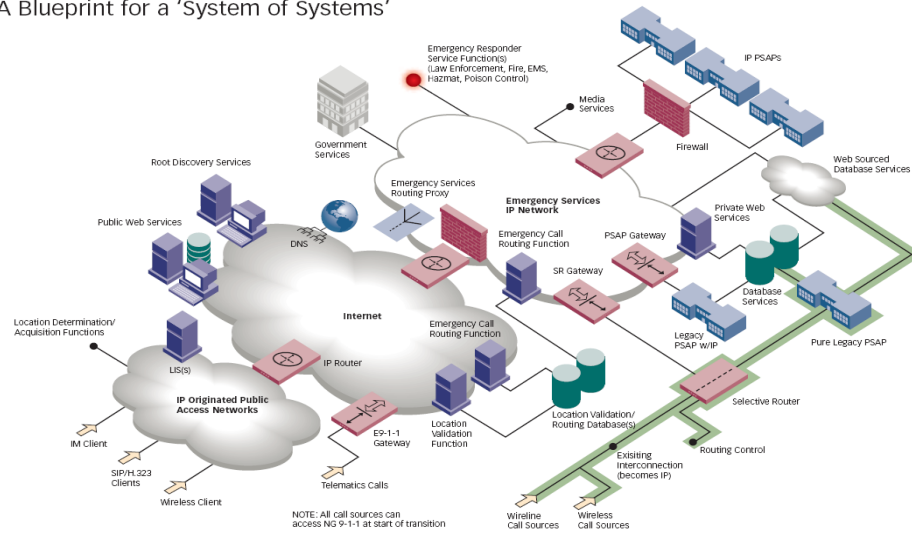 A Blueprint for a ‘System of Systems’
Emergency Responder
Service Function(s)
(Law Enforcement, Fire, EMS,
Hazmat, Poison Control)
IP PSAPs
Media
Services
Government
Services
Firewall
Root Discovery Services
Web Sourced
Database Services
Emergency Services
Routing Proxy
Emergency Services
IP Network
Private Web
Services
Public Web Services
DNS
Emergency Call
Routing Function
PSAP Gateway
SR Gateway
Database
Services
Internet
Location Determination/
Acquisition Functions
Emergency Call
Routing Function
Legacy
PSAP w/IP
Pure Legacy PSAP
LIS(s)
IP Router
IP Originated Public
Access Networks
Selective Router
E9-1-1
Gateway
Location
Validation
Function
Location Validation/
Routing Database(s)
IM Client
Routing Control
Exisiting
Interconnection
(becomes IP)
SIP/H.323
Clients
Telematics Calls
Wireless Client
NOTE: All call sources can
access NG 9-1-1 at start of transition
Wireline
Call Sources
Wireless
Call Sources